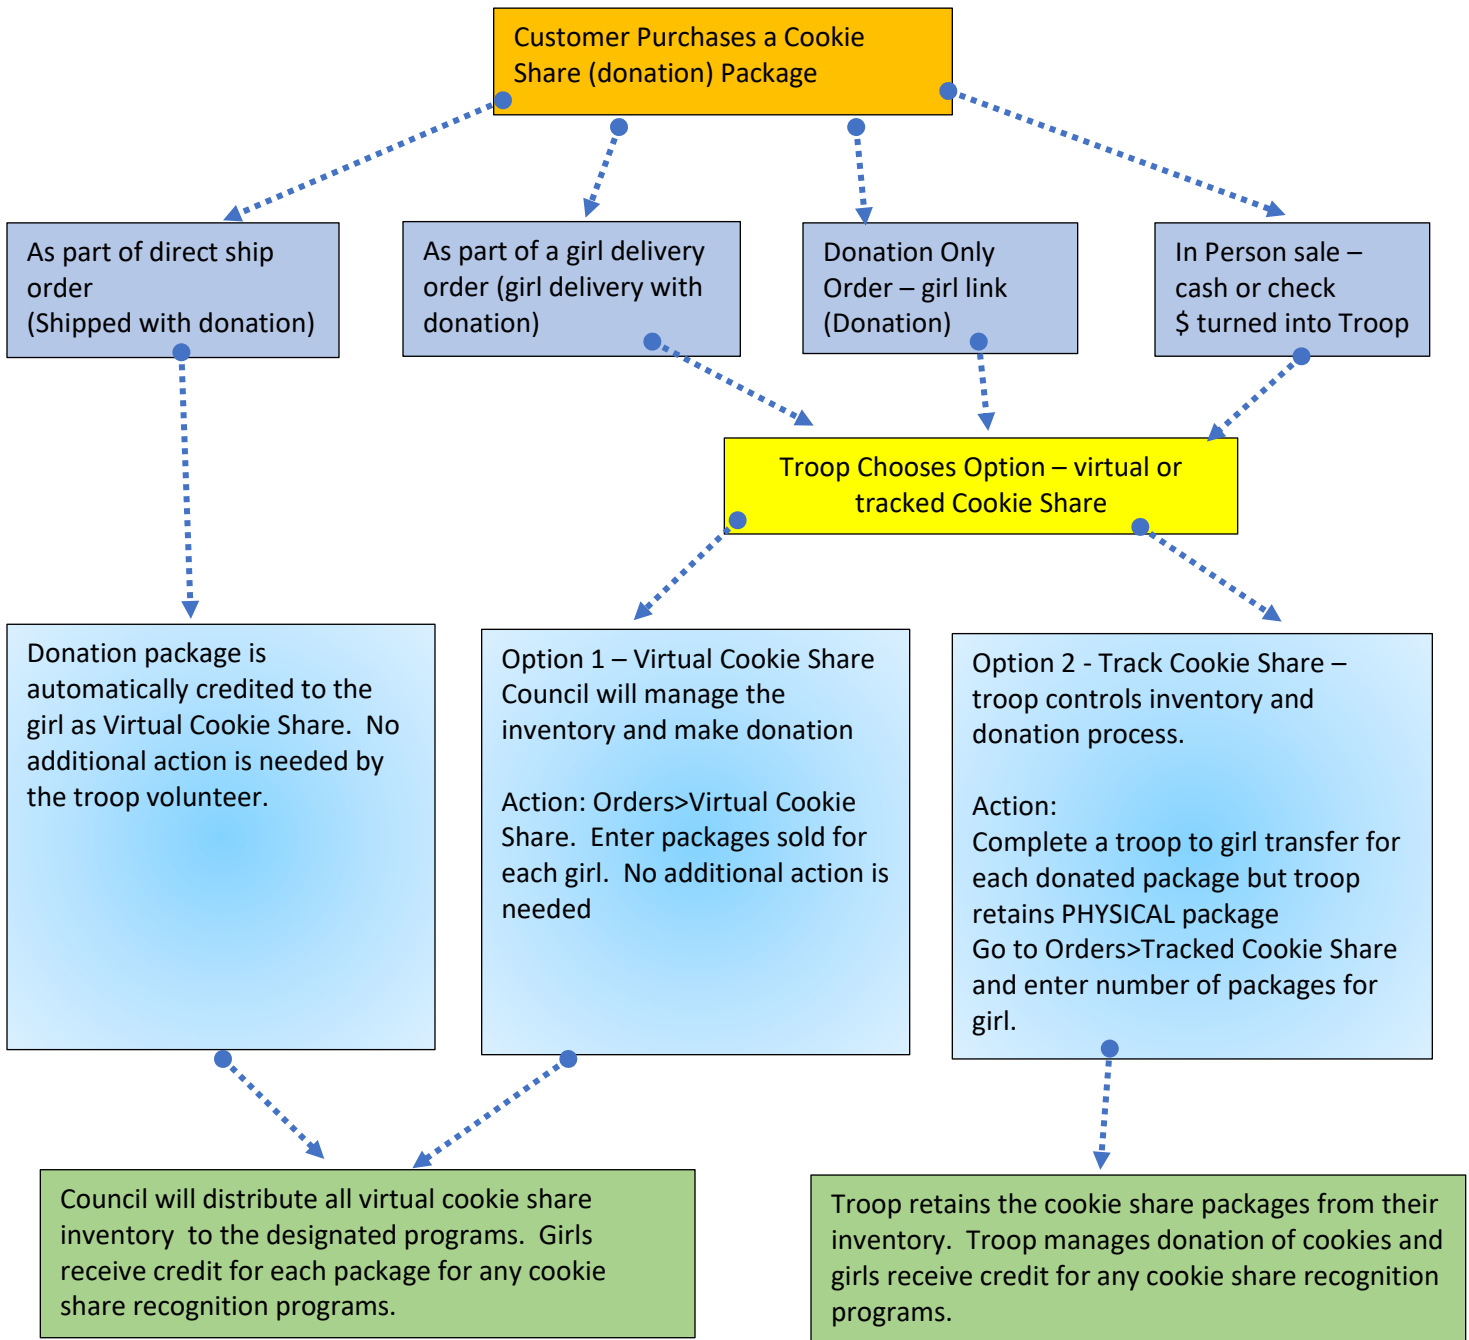 Customer Purchases a Cookie
Share (donation) Package
As part of direct ship
order
(Shipped with donation)
As part of a girl delivery
order (girl delivery with
donation)
Donation Only
Order – girl link
(Donation)
In Person sale –
cash or check
$ turned into Troop
Troop Chooses Option – virtual or
tracked Cookie Share
Donation package is
automatically credited to the
girl as Virtual Cookie Share.  No
additional action is needed by
the troop volunteer.
Option 1 – Virtual Cookie Share
Council will manage the
inventory and make donation
Action: Orders>Virtual Cookie
Share.  Enter packages sold for
each girl.  No additional action is
needed
Option 2 - Track Cookie Share –
troop controls inventory and
donation process.
Action:
Complete a troop to girl transfer for
each donated package but troop
retains PHYSICAL package
Go to Orders>Tracked Cookie Share
and enter number of packages for
girl.
Council will distribute all virtual cookie share
inventory  to the designated programs.  Girls
receive credit for each package for any cookie
share recognition programs.
Troop retains the cookie share packages from their
inventory.  Troop manages donation of cookies and
girls receive credit for any cookie share recognition
programs.